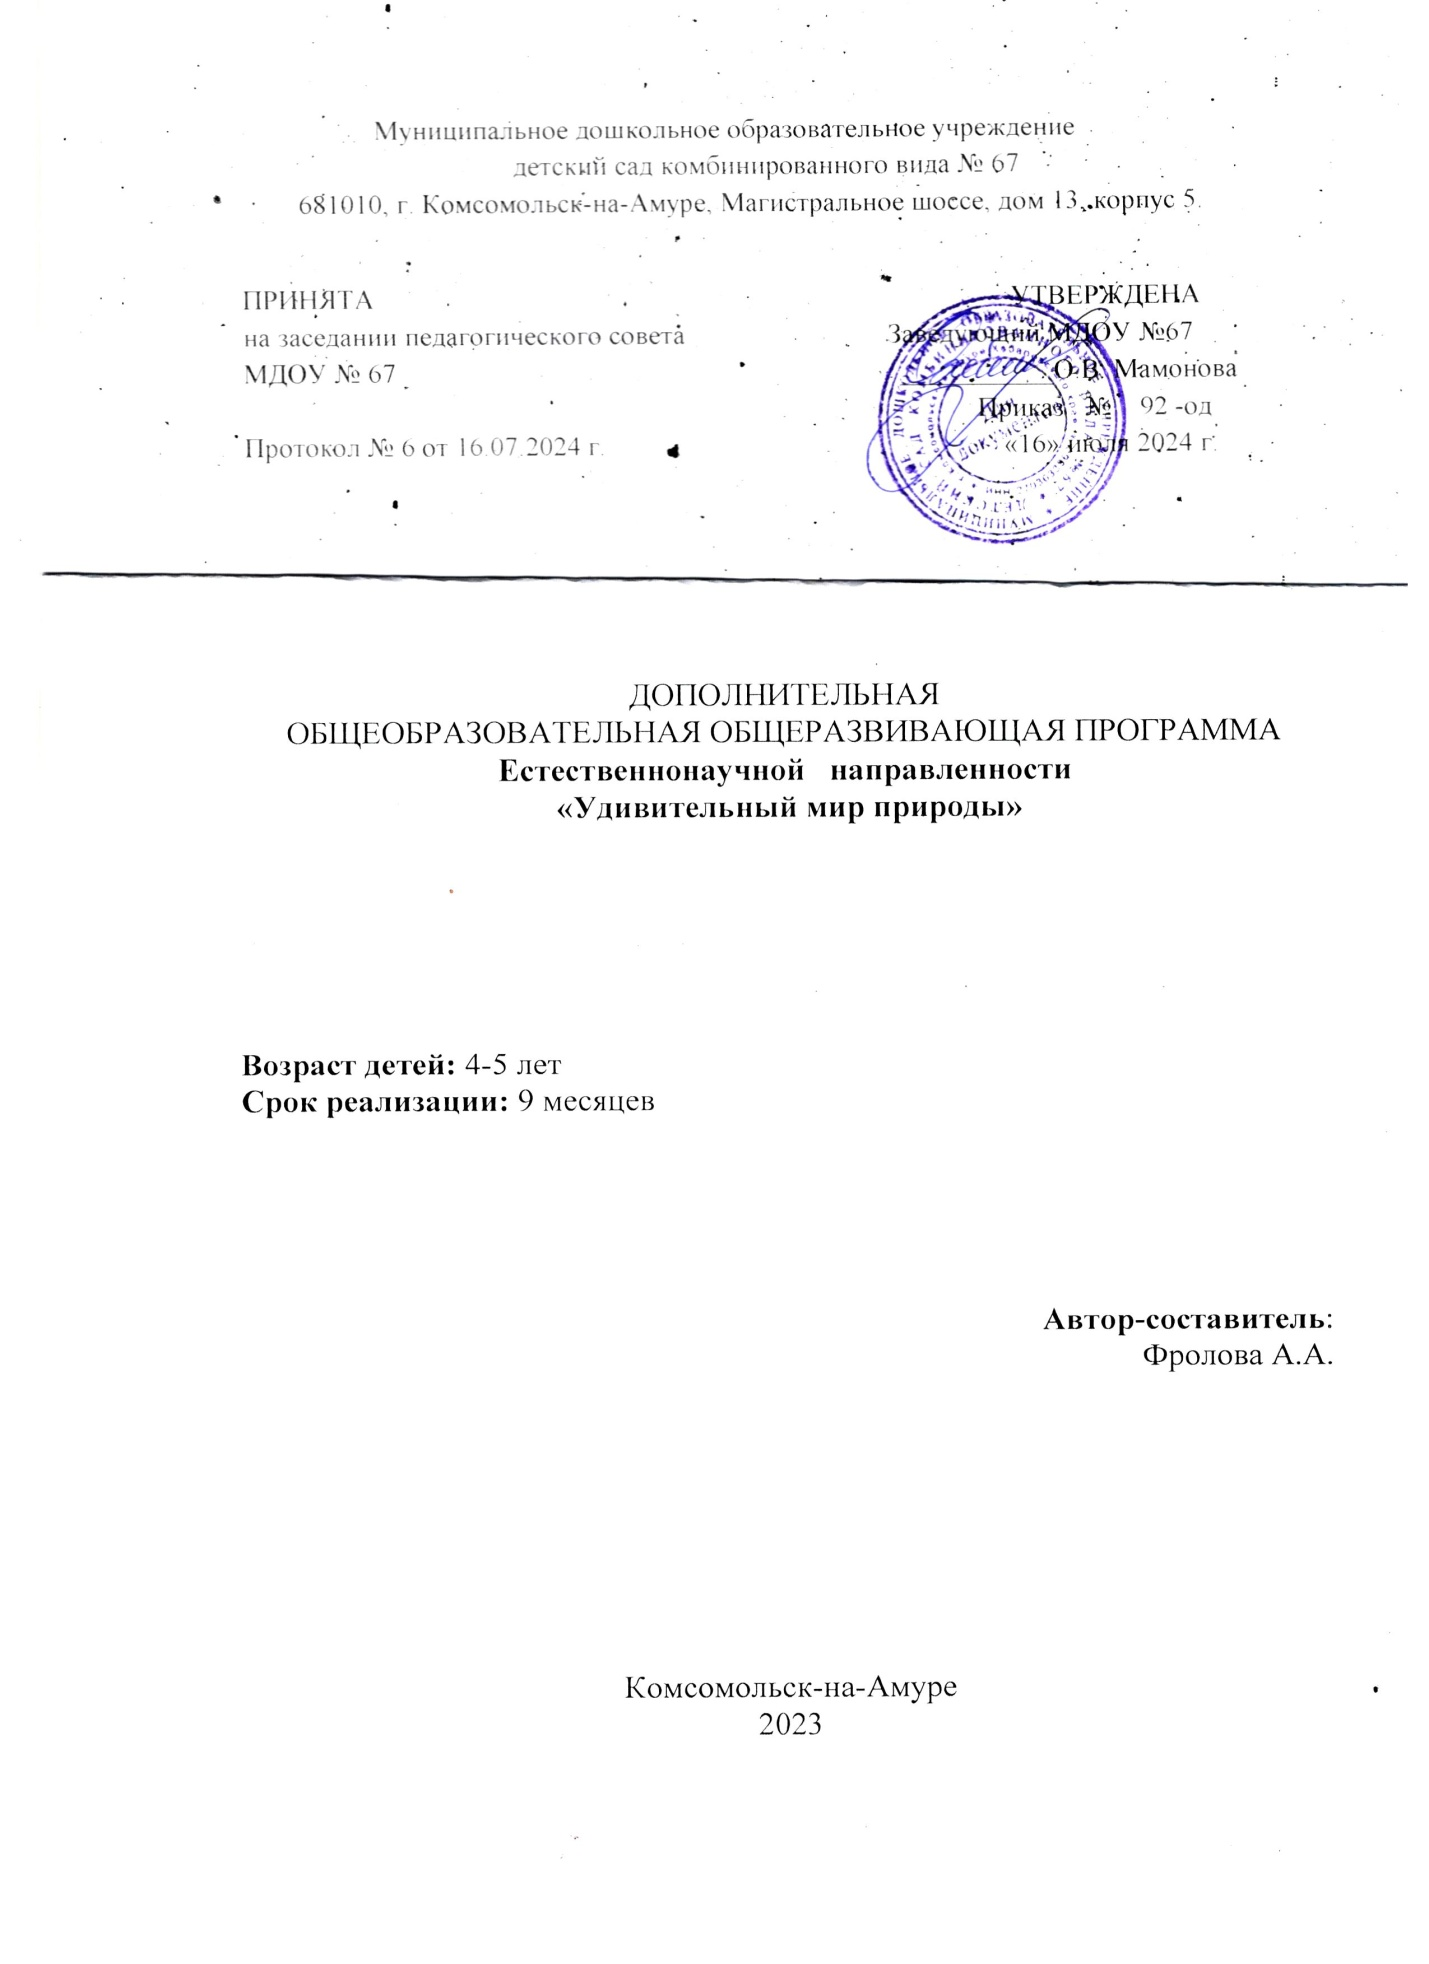 Муниципальное дошкольное образовательное учреждение
детский сад комбинированного вида № 67
681010, г. Комсомольск-на-Амуре, Магистральное шоссе, дом 13, корпус 5.
ПРИНЯТА
на заседании педагогического совета
МДОУ № 67
Протокол № 6 от 16.07.2024 г.
УТВЕРЖДЕНА
Заведующий МДОУ №67
О.В. Мамонова
Приказ № 92 -од
«16» июля 2024 г.
Для документов
ДОПОЛНИТЕЛЬНАЯ
ОБЩЕОБРАЗОВАТЕЛЬНАЯ ОБЩЕРАЗВИВАЮЩАЯ ПРОГРАММА
Естественнонаучной направленности
«Удивительный мир природы»
Возраст детей: 4-5 лет
Срок реализации: 9 месяцев
Автор-составитель:
Фролова А.А.
Комсомольск-на-Амуре
2023